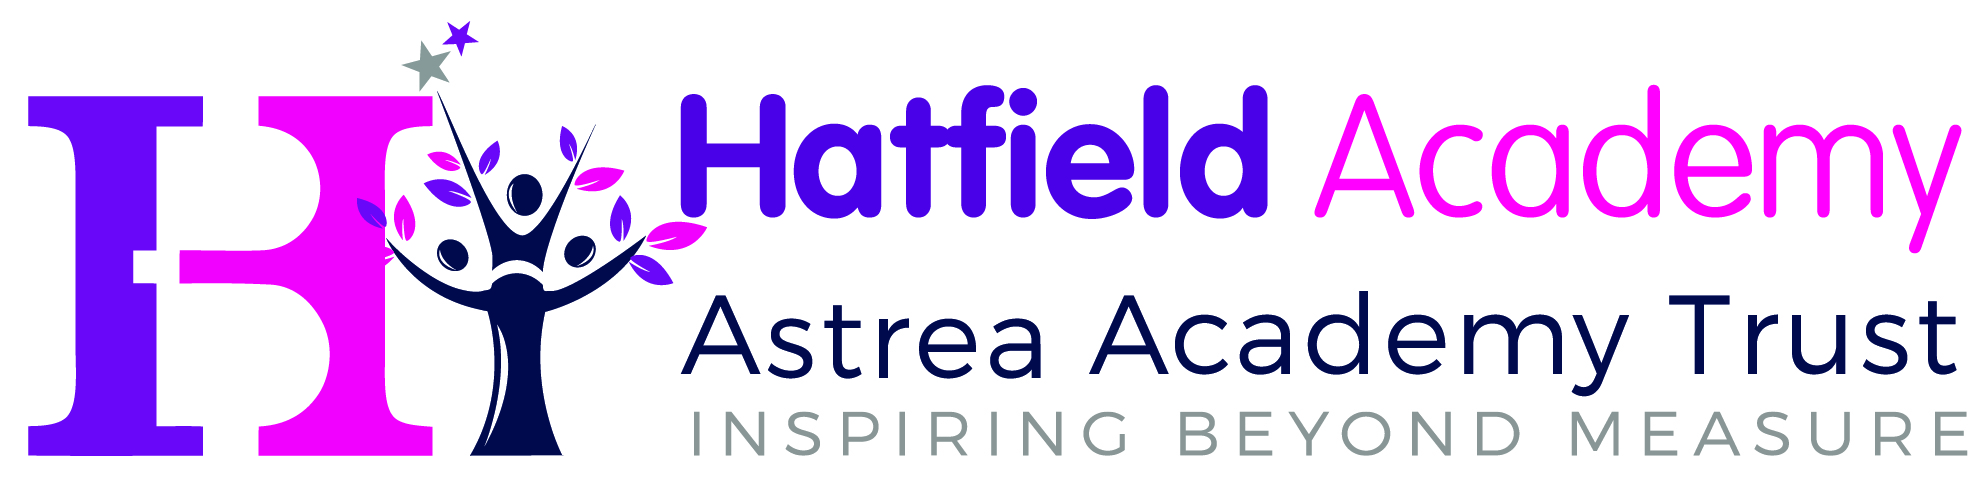 H
Hatfield Academy
Astrea Academy Trust
INSPIRING BEYOND MEASURE